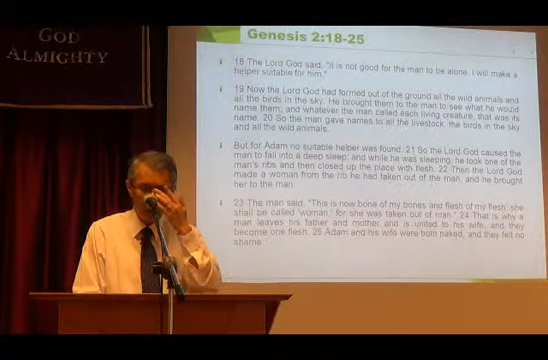 GOD
ALMIGHTY
Genesis 2:18-25
18 The Lord God said, "It is not good for the man to be alone. I will make a
helper suitable for him."
19 Now the Lord God had formed out of the ground all the wild animals and
all the birds in the sky. He brought them to the man to see what he would
name them; and whatever the man called each living creature, that was its
name. 20 So the man gave names to all the livestock, the birds in the sky
and all the wild animals.
But for Adam no suitable helper was found. 21 So the Lord God caused the
man to fall into a deep sleep; and while he was sleeping, he took one of the
man's ribs and then closed up the place with flesh. 22 Then the Lord God
made a woman from the rib he had taken out of the man, and he brought
her to the man.
23 The man said, "This is now bone of my bones and flesh of my flesh; she
shall be called 'woman,' for she was taken out of man." 24 That is why a
man leaves his father and mother and is united to his wife, and they
become one flesh. 25 Adam and his wife were both naked, and they felt no
shame.